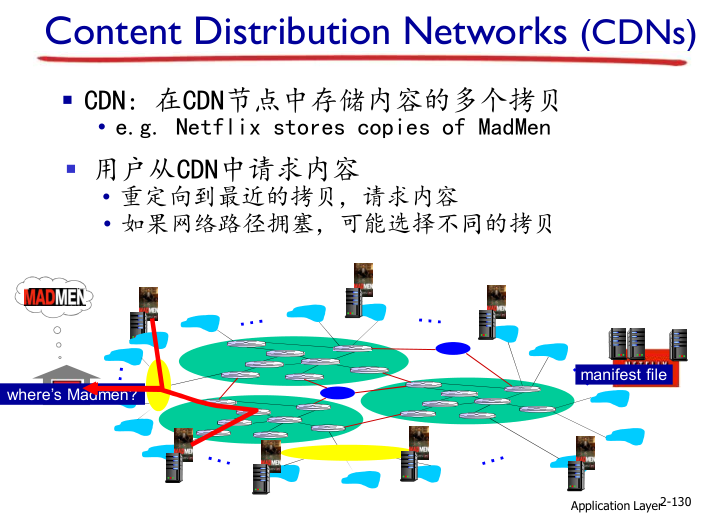 Content Distribution Networks (CDNs)
CDN: 在CDN节点中存储内容的多个拷贝
e.g. Netflix stores copies of MadMen
用户从CDN中请求内容
重定向到最近的拷贝，请求内容
如果网络路径拥塞，可能选择不同的拷贝
MADMEN
where's Madmen?
manifest file
Application Layer
2-130